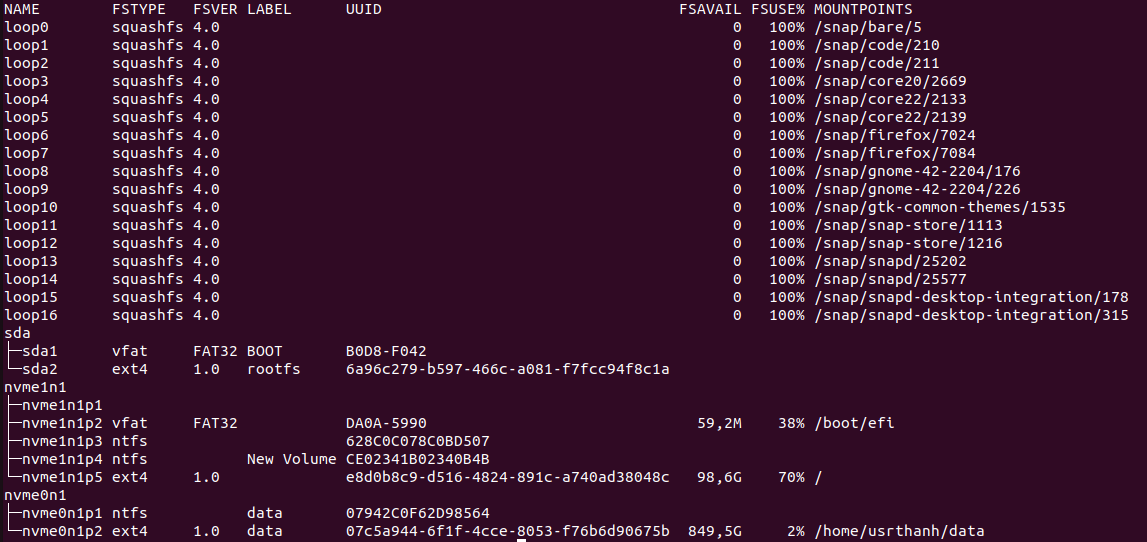 NAME        FSTYPE   FSVER LABEL      UUID                                 FSAVAIL FSUSE% MOUNTPOINTS
loop0       squashfs 4.0                                                         0   100% /snap/bare/5
loop1       squashfs 4.0                                                         0   100% /snap/code/210
loop2       squashfs 4.0                                                         0   100% /snap/code/211
loop3       squashfs 4.0                                                         0   100% /snap/core20/2669
loop4       squashfs 4.0                                                         0   100% /snap/core22/2133
loop5       squashfs 4.0                                                         0   100% /snap/core22/2139
loop6       squashfs 4.0                                                         0   100% /snap/firefox/7024
loop7       squashfs 4.0                                                         0   100% /snap/firefox/7084
loop8       squashfs 4.0                                                         0   100% /snap/gnome-42-2204/176
loop9       squashfs 4.0                                                         0   100% /snap/gnome-42-2204/226
loop10      squashfs 4.0                                                         0   100% /snap/gtk-common-themes/1535
loop11      squashfs 4.0                                                         0   100% /snap/snap-store/1113
loop12      squashfs 4.0                                                         0   100% /snap/snap-store/1216
loop13      squashfs 4.0                                                         0   100% /snap/snapd/25202
loop14      squashfs 4.0                                                         0   100% /snap/snapd/25577
loop15      squashfs 4.0                                                         0   100% /snap/snapd-desktop-integration/178
loop16      squashfs 4.0                                                         0   100% /snap/snapd-desktop-integration/315
sda
├─sda1      vfat     FAT32 BOOT       B0D8-F042
└─sda2      ext4     1.0   rootfs     6a96c279-b597-466c-a081-f7fcc94f8c1a
nvme1n1
├─nvme1n1p1
├─nvme1n1p2 vfat     FAT32            DA0A-5990                              59,2M    38% /boot/efi
├─nvme1n1p3 ntfs                      628C0C078C0BD507
├─nvme1n1p4 ntfs           New Volume CE02341B02340B4B
└─nvme1n1p5 ext4     1.0              e8d0b8c9-d516-4824-891c-a740ad38048c   98,6G    70% /
nvme0n1
├─nvme0n1p1 ntfs           data       07942C0F62D98564
└─nvme0n1p2 ext4     1.0   data       07c5a944-6f1f-4cce-8053-f76b6d90675b  849,5G     2% /home/usrthanh/data